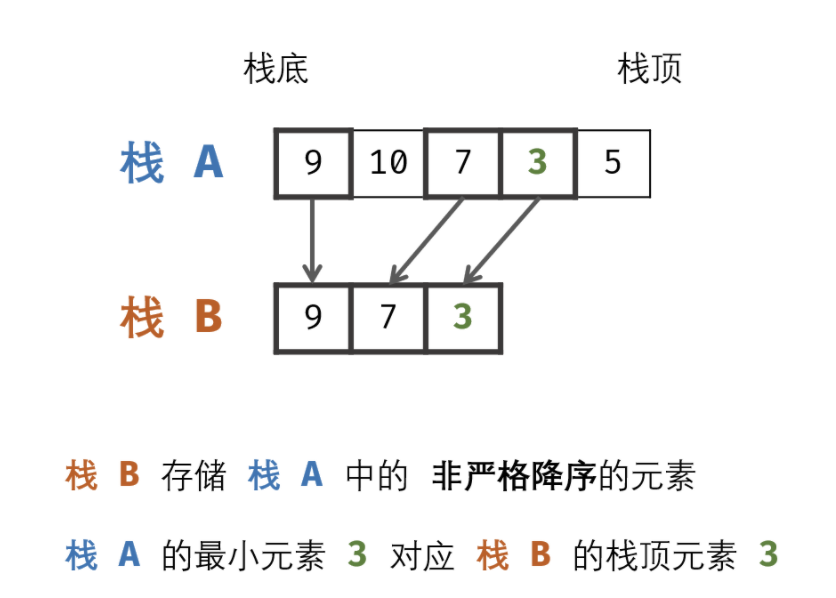 栈底 栈顶
栈 A 9 10 7 3 5
栈 B 9 7 3
栈 B 存储 栈 A 中的 非严格降序的元素
栈 A 的最小元素 3 对应 栈 B 的栈顶元素 3